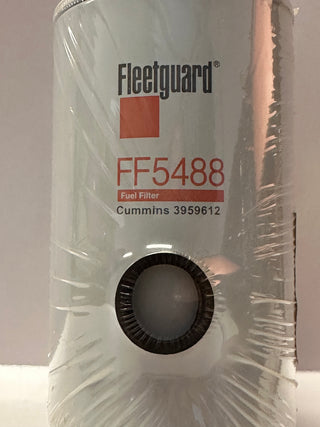 Fleetguard®
FF5488
Fuel Filter
Cummins 3959612